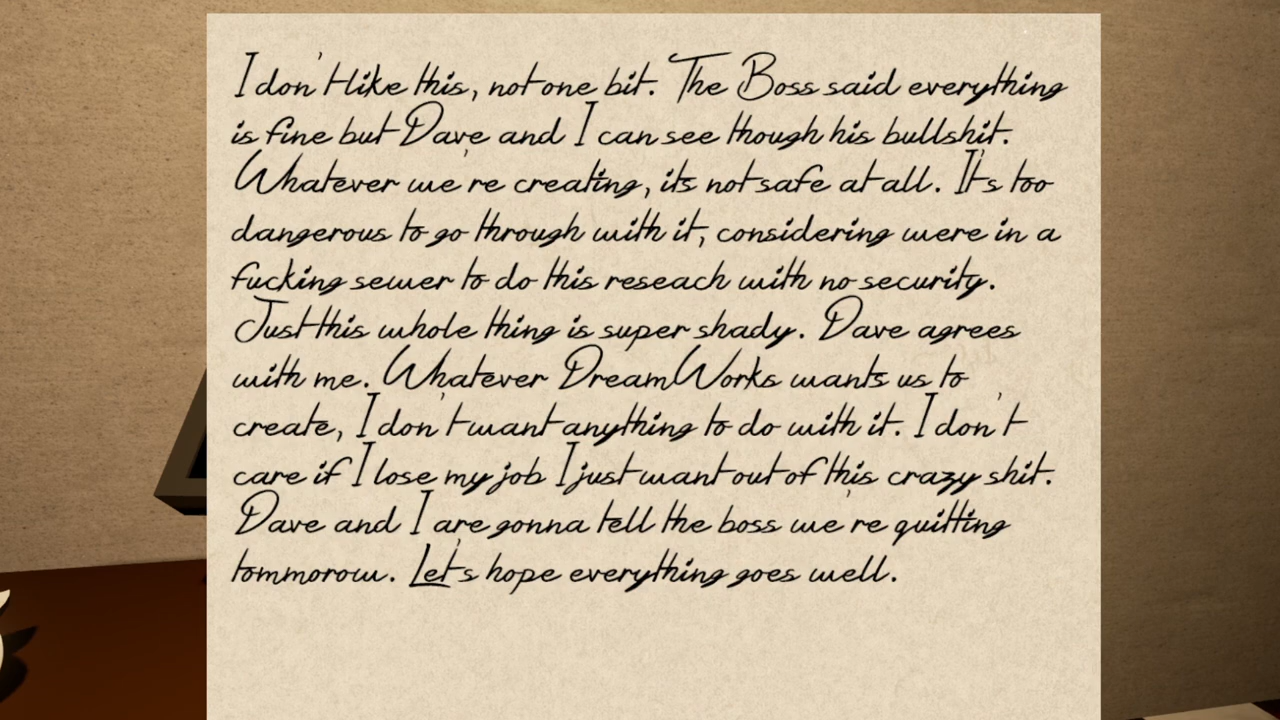 I don't like this, not one bit. The Boss said everything
is fine but Dave and I can see though his bullshit.
Whatever we're creating, its not safe at all. It's too
dangerous to go through with it, considering were in a
fucking sewer to do this reseach with no security.
Just this whole thing is super shady. Dave agrees
with me. Whatever DreamWorks wants us to
create, I don't want anything to do with it. I don't
care if I lose my job I just want out of this crazy shit.
Dave and I are gonna tell the boss we're quitting
tommorow. Let's hope everything goes well.